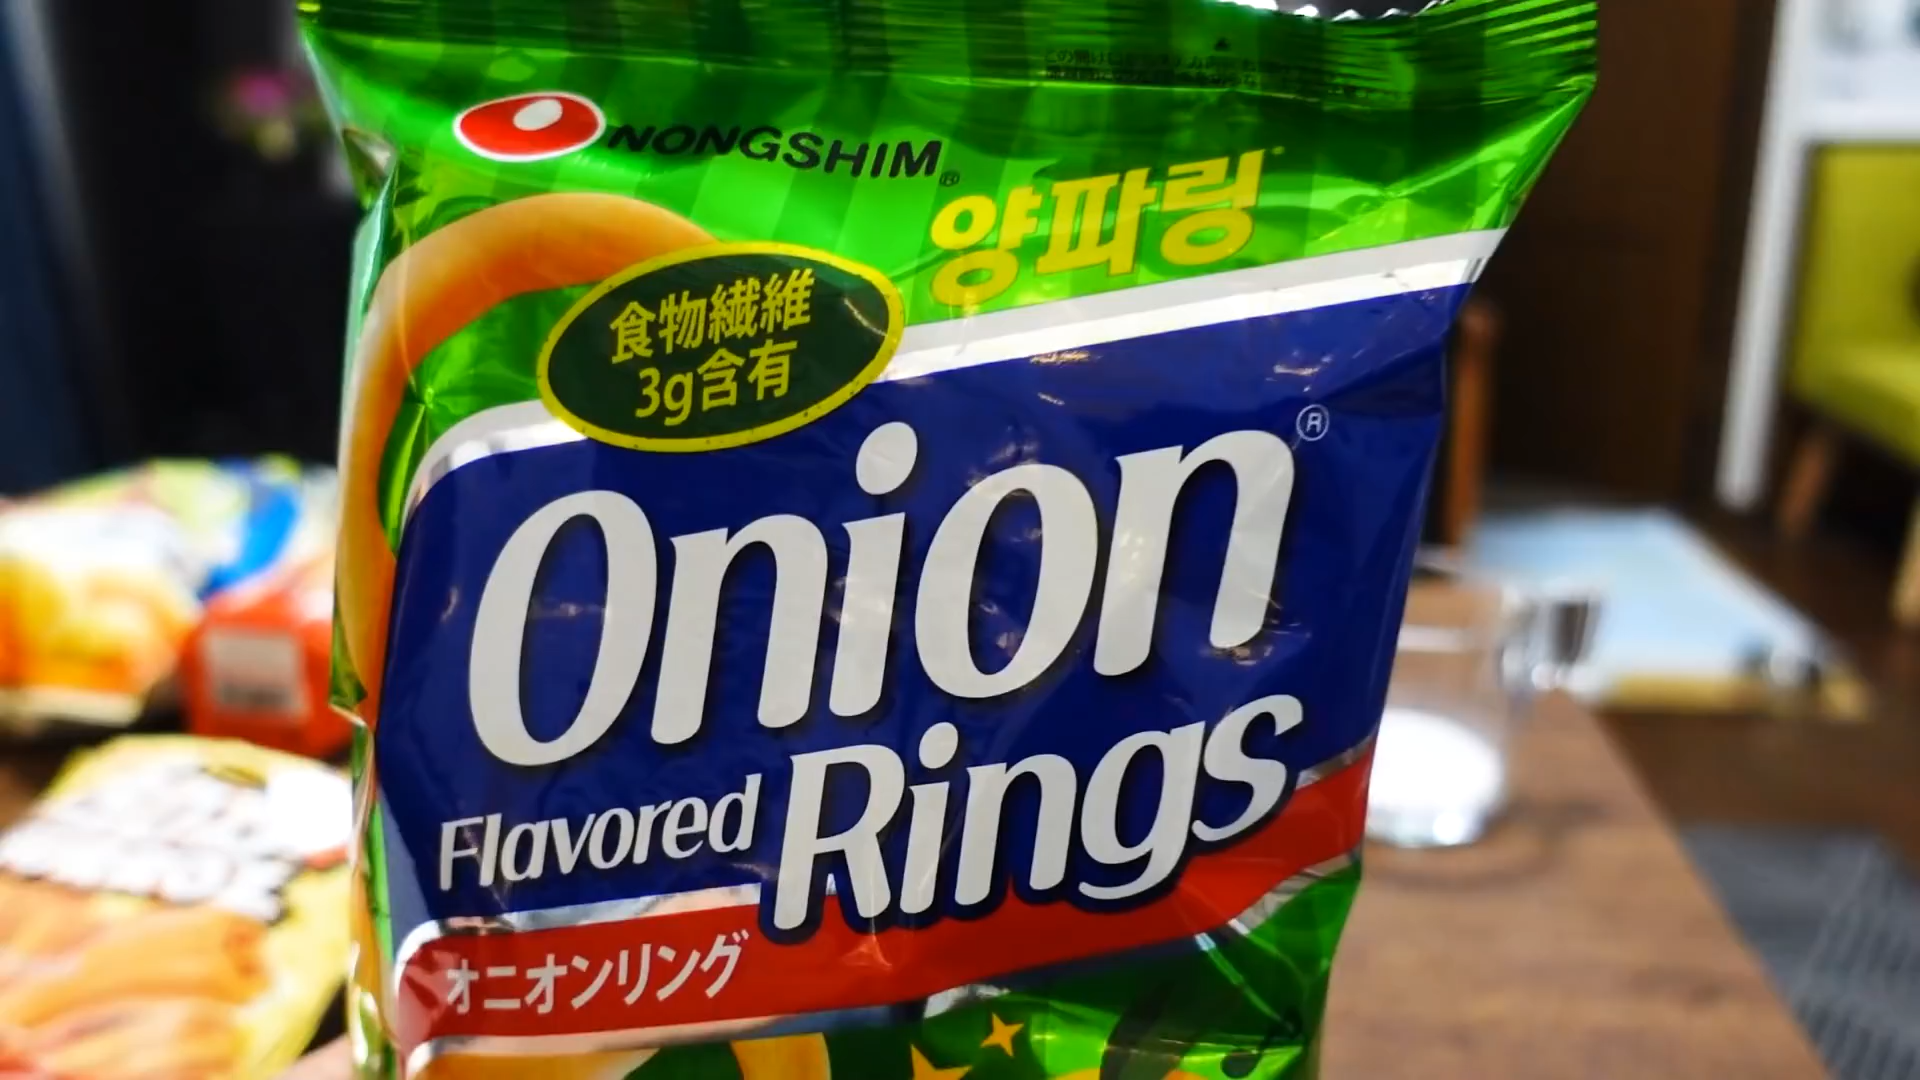 NONGSHIM®
양파링
食物繊維
3g含有
Onion®
Flavored Rings
オニオンリング